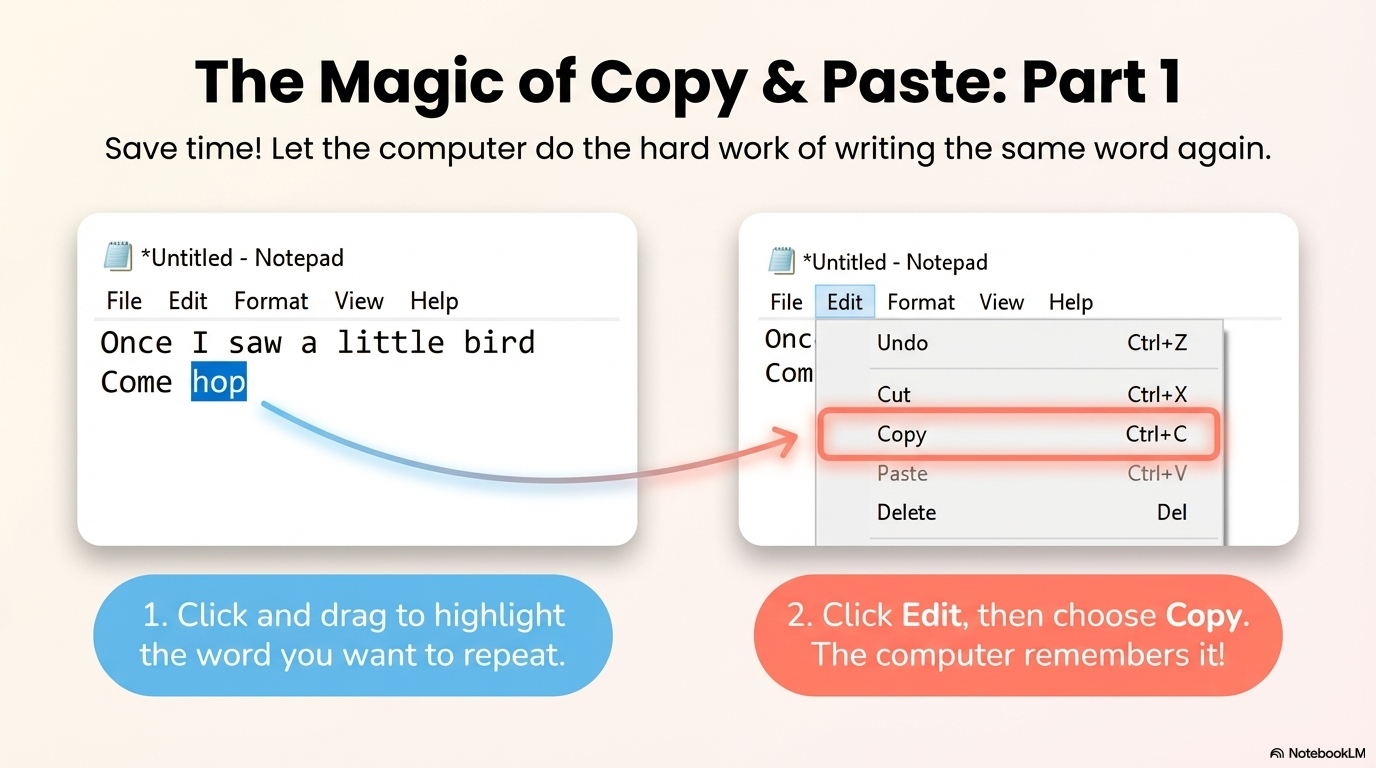 The Magic of Copy & Paste: Part 1
Save time! Let the computer do the hard work of writing the same word again.
*Untitled - Notepad
File Edit Format View Help
Once I saw a little bird
Come hop
1. Click and drag to highlight
the word you want to repeat.
*Untitled - Notepad
File Edit Format View Help
Onc
Com
Undo Ctrl+Z
Cut Ctrl+X
Copy Ctrl+C
Paste Ctrl+V
Delete Del
2. Click Edit, then choose Copy.
The computer remembers it!
NotebookLM